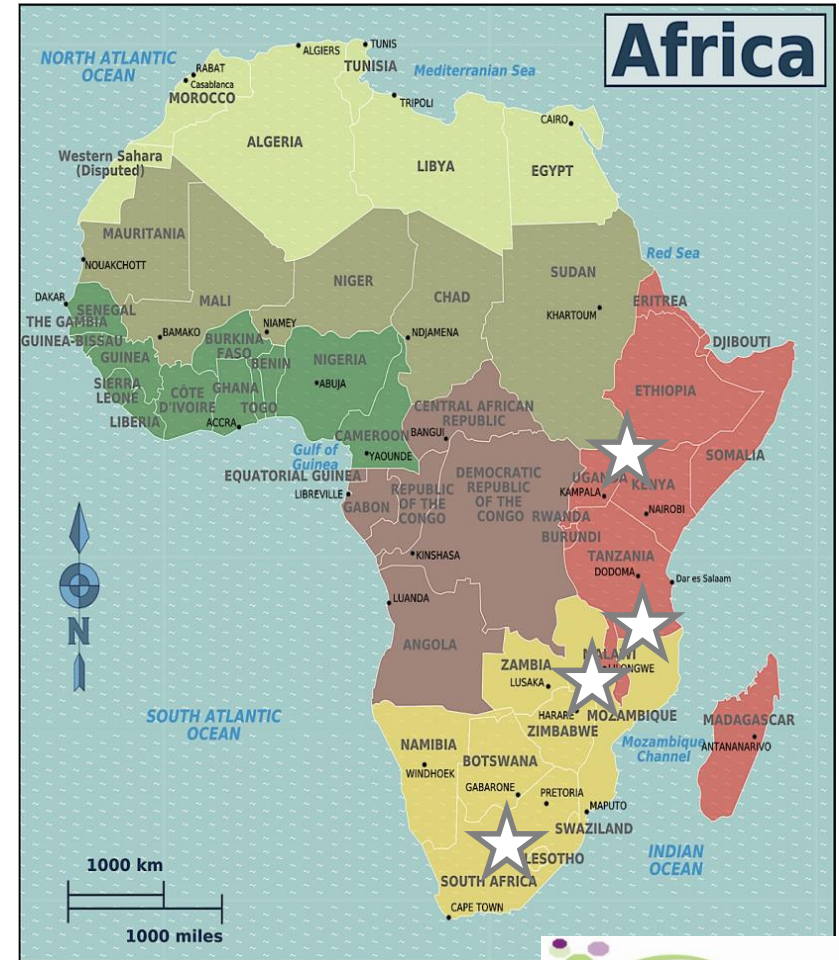 Africa
NORTH ATLANTIC
OCEAN
ALGIERS
TUNIS
TUNISIA
Mediterranean Sea
RABAT
Casablanca
MOROCCO
TRIPOLI
CAIRO
ALGERIA
LIBYA
EGYPT
Western Sahara
(Disputed)
MAURITANIA
NOUAKCHOTT
MALI
NIGER
CHAD
SUDAN
KHARTOUM
Red Sea
ERITREA
DJIBOUTI
DAKAR
SENEGAL
THE GAMBIA
GUINEA-BISSAU
GUINEA
BAMAKO
NIAMEY
BURKINA
FASO
BENIN
NIGERIA
ABUJA
NDJAMENA
SIERRA
LEONE
LIBERIA
CÔTE
D'IVOIRE
GHANA
TOGO
ACCRA
CAMEROON
YAOUNDE
CENTRAL AFRICAN
REPUBLIC
BANGUI
ETHIOPIA
SOMALIA
Gulf of
Guinea
EQUATORIAL GUINEA
LIBREVILLE
GABON
REPUBLIC
OF THE
CONGO
DEMOCRATIC
REPUBLIC
OF THE
CONGO
UGANDA
KAMPALA
KENYA
NAIROBI
RWANDA
BURUNDI
TANZANIA
DODOMA
Dar es Salaam
KINSHASA
LUANDA
ANGOLA
N
ZAMBIA
LUSAKA
MALAWI
LILONGWE
HARARE
MOZAMBIQUE
ZIMBABWE
Mozambique
Channel
MADAGASCAR
ANTANANARIVO
SOUTH ATLANTIC
OCEAN
NAMIBIA
WINDHOEK
BOTSWANA
GABARONE
PRETORIA
MAPUTO
SWAZILAND
LESOTHO
SOUTH AFRICA
CAPE TOWN
INDIAN
OCEAN
1000 km
1000 miles